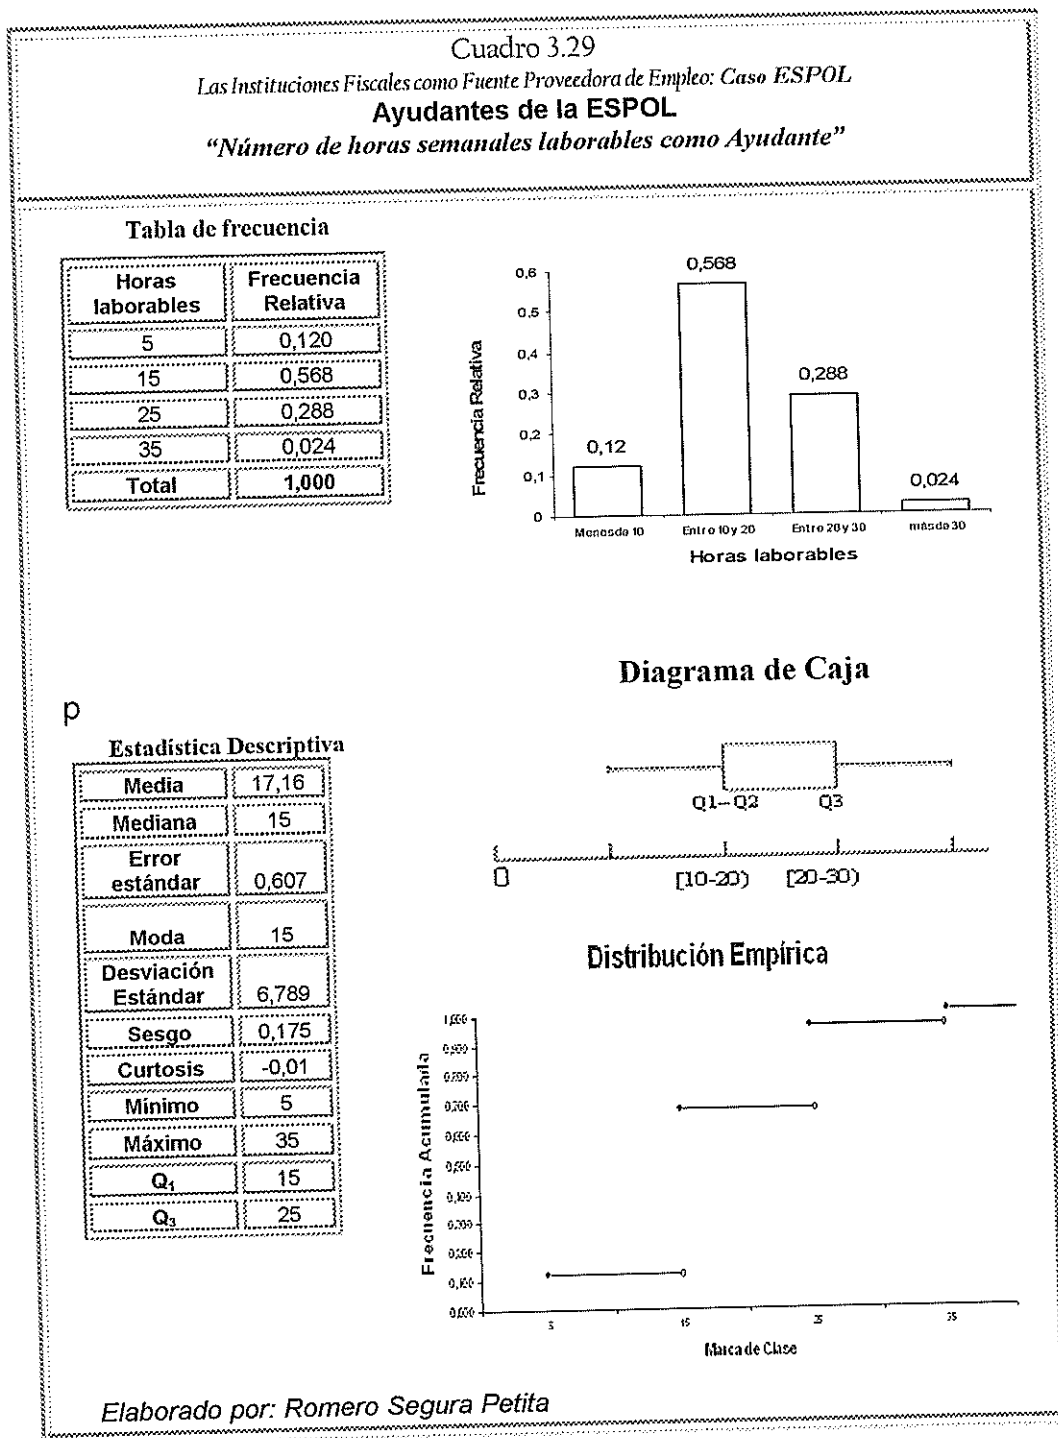 Cuadro 3.29
Las Instituciones Fiscales como Fuente Proveedora de Empleo: Caso ESPOL
Ayudantes de la ESPOL
“Número de horas semanales laborables como Ayudante”
Tabla de frecuencia
Horas laborables Frecuencia Relativa
5 0,120
15 0,568
25 0,288
35 0,024
Total 1,000
Frecuencia Relativa
0,6
0,5
0,4
0,3
0,2
0,1
0
0,12
0,568
0,288
0,024
Menos de 10 Entre 10 y 20 Entre 20 y 30 más de 30
Horas laborables
p
Estadística Descriptiva
Media 17,16
Mediana 15
Error estándar 0,607
Moda 15
Desviación Estándar 6,789
Sesgo 0,175
Curtosis -0,01
Mínimo 5
Máximo 35
Q1 15
Q3 25
Diagrama de Caja
Q1–Q2 Q3
0 [10-20) [20-30)
Distribución Empírica
Frecuencia Acumulada
0,100
0,000
5 15 25 35
Marca de Clase
Elaborado por: Romero Segura Petita